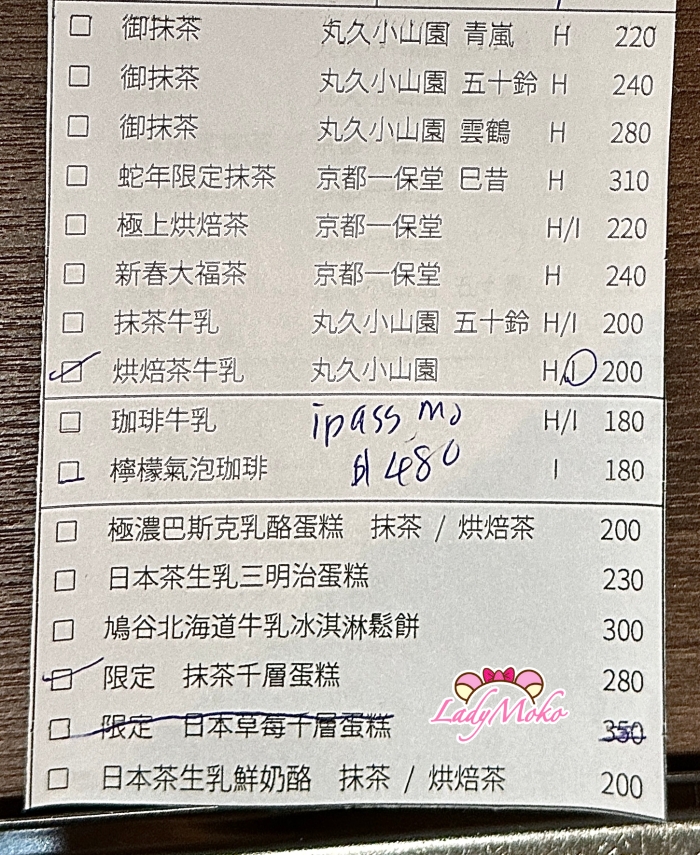 ☐ 御抹茶 丸久小山園 青嵐 H 220
☐ 御抹茶 丸久小山園 五十鈴 H 240
☐ 御抹茶 丸久小山園 雲鶴 H 280
☐ 蛇年限定抹茶 京都一保堂 巳昔 H 310
☐ 極上烘焙茶 京都一保堂 H/I 220
☐ 新春大福茶 京都一保堂 H 240
☐ 抹茶牛乳 丸久小山園 五十鈴 H/I 200
☑ 烘焙茶牛乳 丸久小山園 H/I 200
☐ 珈琲牛乳 H/I 180
ipass mo
☐ 檸檬氣泡珈琲 I 180
$480
☐ 極濃巴斯克乳酪蛋糕 抹茶 / 烘焙茶 200
☐ 日本茶生乳三明治蛋糕 230
☐ 鳩谷北海道牛乳冰淇淋鬆餅 300
☑ 限定 抹茶千層蛋糕 280
LadyMoko
☐ 限定 日本草莓千層蛋糕 350
☐ 日本茶生乳鮮奶酪 抹茶 / 烘焙茶 200